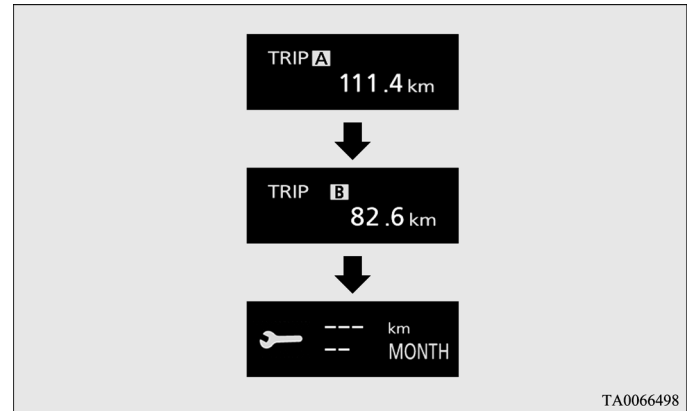 TRIP A
111.4 km
TRIP B
82.6 km
--- km
-- MONTH
TA0066498